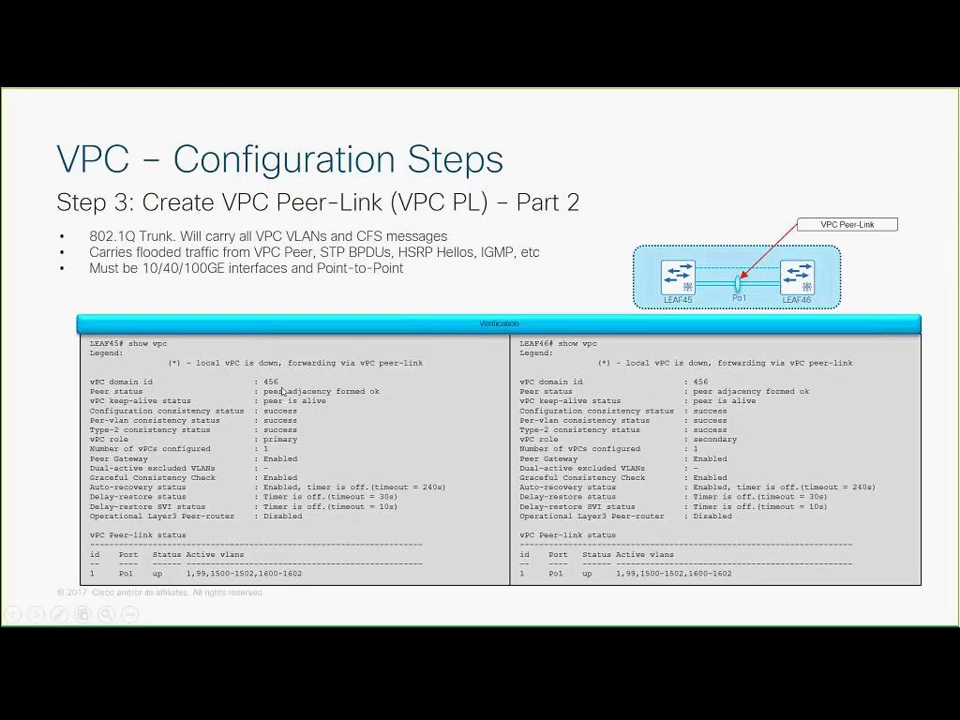 VPC – Configuration Steps
Step 3: Create VPC Peer-Link (VPC PL) – Part 2
• 802.1Q Trunk. Will carry all VPC VLANs and CFS messages
• Carries flooded traffic from VPC Peer, STP BPDUs, HSRP Hellos, IGMP, etc
• Must be 10/40/100GE interfaces and Point-to-Point
VPC Peer-Link
LEAF45
Po1
LEAF46
Verification
LEAF45# show vpc
Legend:
(*) - local vPC is down, forwarding via vPC peer-link
vPC domain id : 456
Peer status : peer adjacency formed ok
vPC keep-alive status : peer is alive
Configuration consistency status : success
Per-vlan consistency status : success
Type-2 consistency status : success
vPC role : primary
Number of vPCs configured : 1
Peer Gateway : Enabled
Dual-active excluded VLANs : -
Graceful Consistency Check : Enabled
Auto-recovery status : Enabled, timer is off.(timeout = 240s)
Delay-restore status : Timer is off.(timeout = 30s)
Delay-restore SVI status : Timer is off.(timeout = 10s)
Operational Layer3 Peer-router : Disabled
vPC Peer-link status
---------------------------------------------------------------------
id Port Status Active vlans
-- ---- ------ --------------------------------------------------
1 Po1 up 1,99,1500-1502,1600-1602
LEAF46# show vpc
Legend:
(*) - local vPC is down, forwarding via vPC peer-link
vPC domain id : 456
Peer status : peer adjacency formed ok
vPC keep-alive status : peer is alive
Configuration consistency status : success
Per-vlan consistency status : success
Type-2 consistency status : success
vPC role : secondary
Number of vPCs configured : 1
Peer Gateway : Enabled
Dual-active excluded VLANs : -
Graceful Consistency Check : Enabled
Auto-recovery status : Enabled, timer is off.(timeout = 240s)
Delay-restore status : Timer is off.(timeout = 30s)
Delay-restore SVI status : Timer is off.(timeout = 10s)
Operational Layer3 Peer-router : Disabled
vPC Peer-link status
---------------------------------------------------------------------
id Port Status Active vlans
-- ---- ------ --------------------------------------------------
1 Po1 up 1,99,1500-1502,1600-1602
© 2017 Cisco and/or its affiliates. All rights reserved